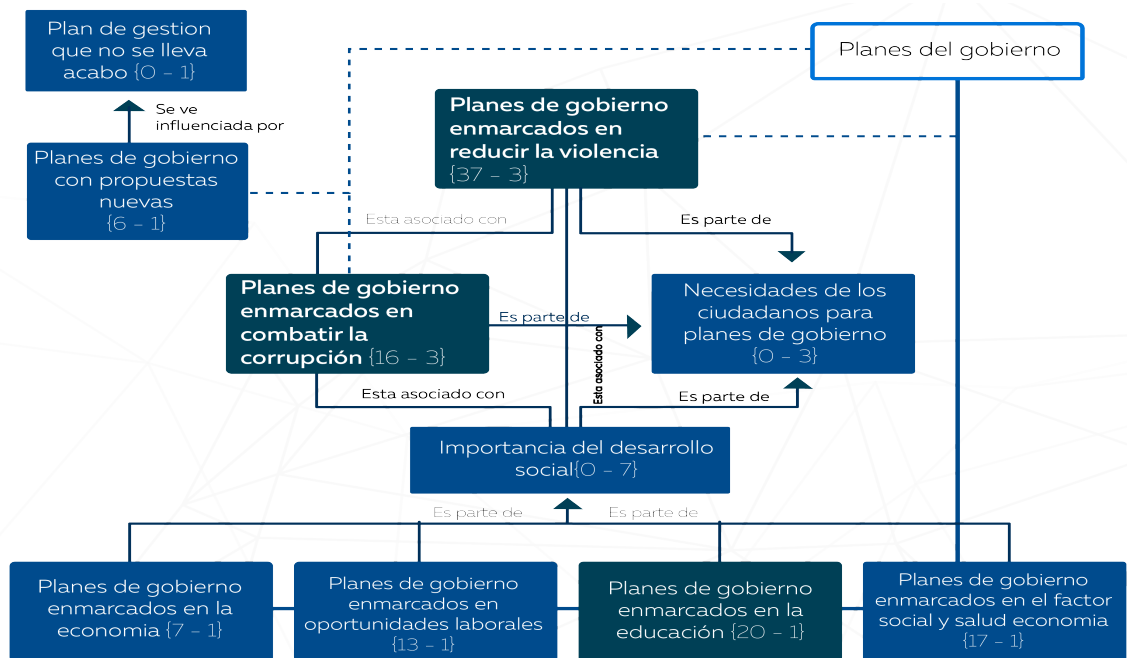 Plan de gestion
que no se lleva
acabo {0 - 1}
Planes del gobierno
Se ve
influenciada por
Planes de gobierno
enmarcados en
reducir la violencia
{37 - 3}
Planes de gobierno
con propuestas
nuevas
{6 - 1}
Esta asociado con
Es parte de
Planes de gobierno
enmarcados en
combatir la
corrupción {16 - 3}
Es parte de
Esta asociado con
Necesidades de los
ciudadanos para
planes de gobierno
{0 - 3}
Esta asociado con
Es parte de
Importancia del desarrollo
social{0 - 7}
Es parte de
Es parte de
Planes de gobierno
enmarcados en la
economia {7 - 1}
Planes de gobierno
enmarcados en
oportunidades laborales
{13 - 1}
Planes de gobierno
enmarcados en la
educación {20 - 1}
Planes de gobierno
enmarcados en el factor
social y salud economia
{17 - 1}